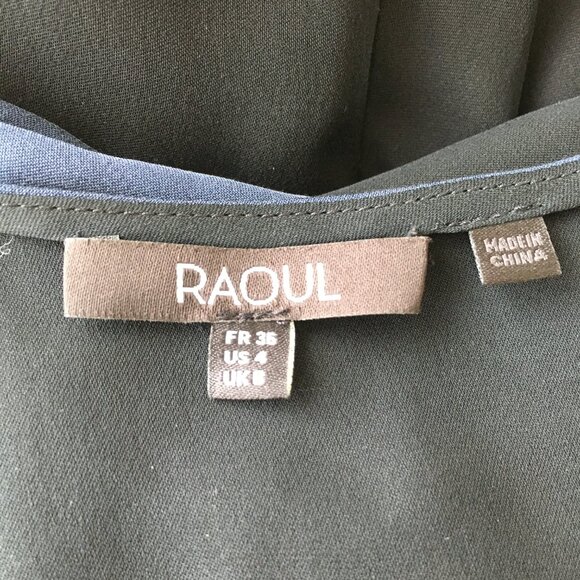 RAOUL
MADE IN
CHINA
FR 36
US 4
UK 8